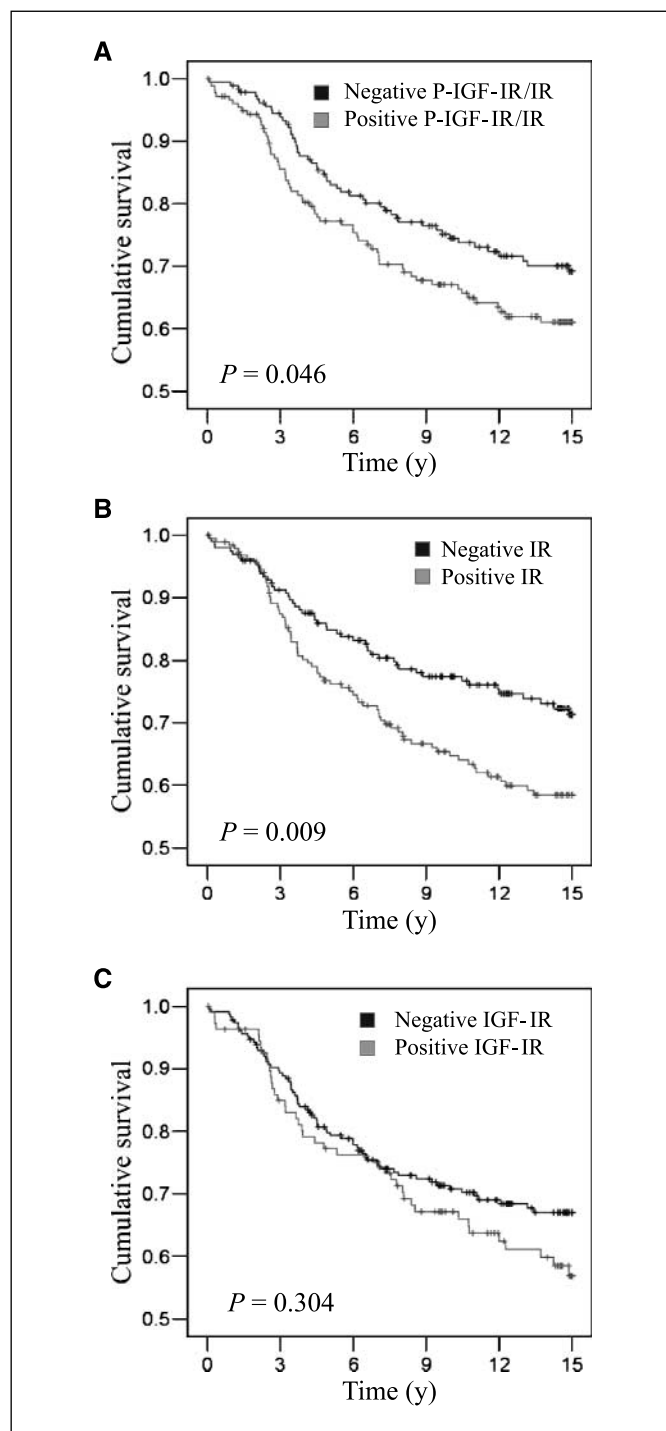 A
Negative P-IGF-IR/IR
Positive P-IGF-IR/IR
1.0
0.9
0.8
0.7
0.6
0.5
Cumulative survival
P = 0.046
0 3 6 9 12 15
Time (y)
B
Negative IR
Positive IR
1.0
0.9
0.8
0.7
0.6
0.5
Cumulative survival
P = 0.009
0 3 6 9 12 15
Time (y)
C
Negative IGF-IR
Positive IGF-IR
1.0
0.9
0.8
0.7
0.6
0.5
Cumulative survival
P = 0.304
0 3 6 9 12 15
Time (y)